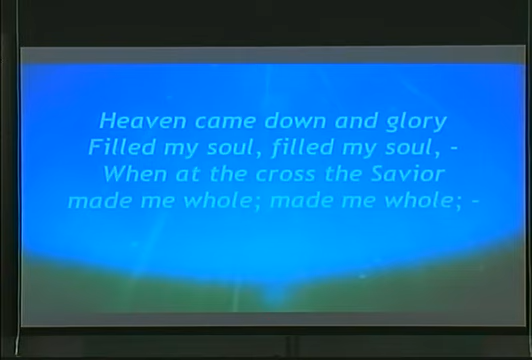 Heaven came down and glory
Filled my soul, filled my soul, -
When at the cross the Savior
made me whole; made me whole; -